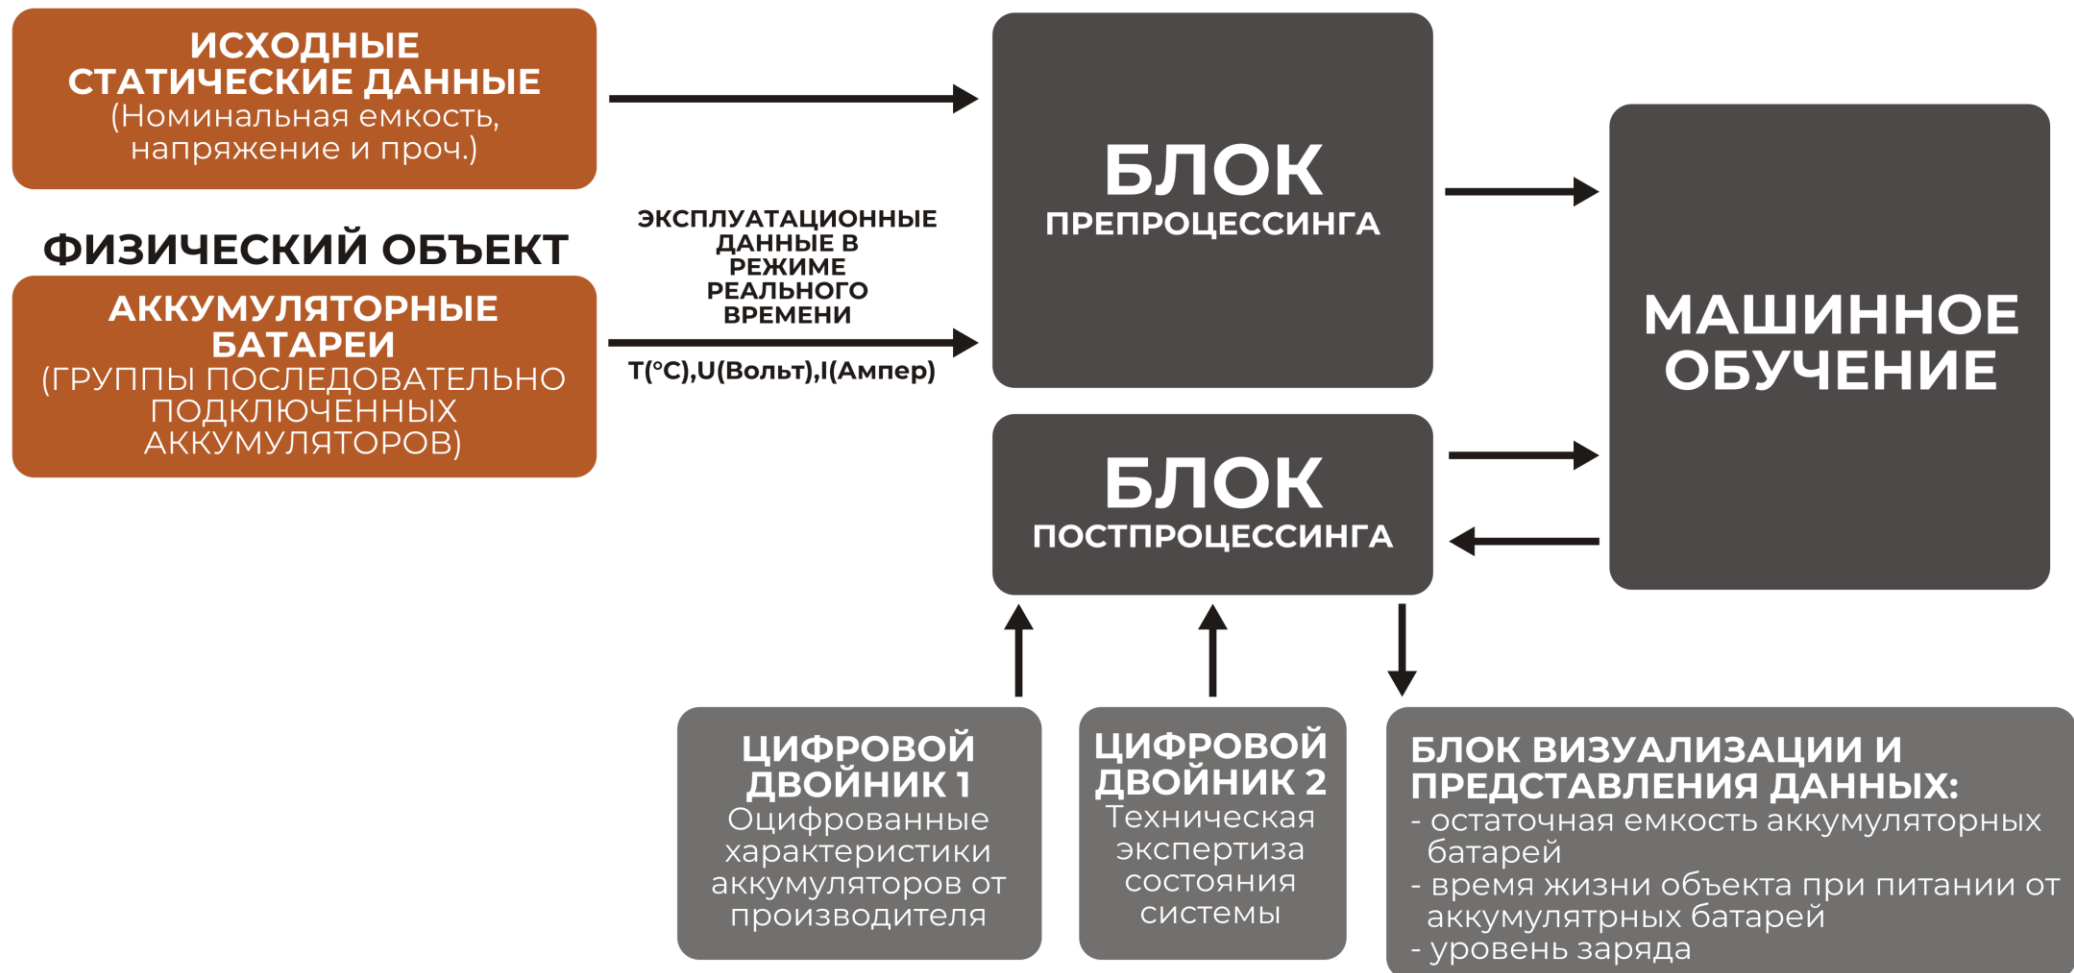 ИСХОДНЫЕ
СТАТИЧЕСКИЕ ДАННЫЕ
(Номинальная емкость,
напряжение и проч.)
ФИЗИЧЕСКИЙ ОБЪЕКТ
АККУМУЛЯТОРНЫЕ
БАТАРЕИ
(ГРУППЫ ПОСЛЕДОВАТЕЛЬНО
ПОДКЛЮЧЕННЫХ
АККУМУЛЯТОРОВ)
ЭКСПЛУАТАЦИОННЫЕ
ДАННЫЕ В
РЕЖИМЕ
РЕАЛЬНОГО
ВРЕМЕНИ
T(°C),U(Вольт),I(Ампер)
БЛОК
ПРЕПРОЦЕССИНГА
МАШИННОЕ
ОБУЧЕНИЕ
БЛОК
ПОСТПРОЦЕССИНГА
ЦИФРОВОЙ
ДВОЙНИК 1
Оцифрованные
характеристики
аккумуляторов от
производителя
ЦИФРОВОЙ
ДВОЙНИК 2
Техническая
экспертиза
состояния
системы
БЛОК ВИЗУАЛИЗАЦИИ И
ПРЕДСТАВЛЕНИЯ ДАННЫХ:
- остаточная емкость аккумуляторных
батарей
- время жизни объекта при питании от
аккумулятрных батарей
- уровень заряда